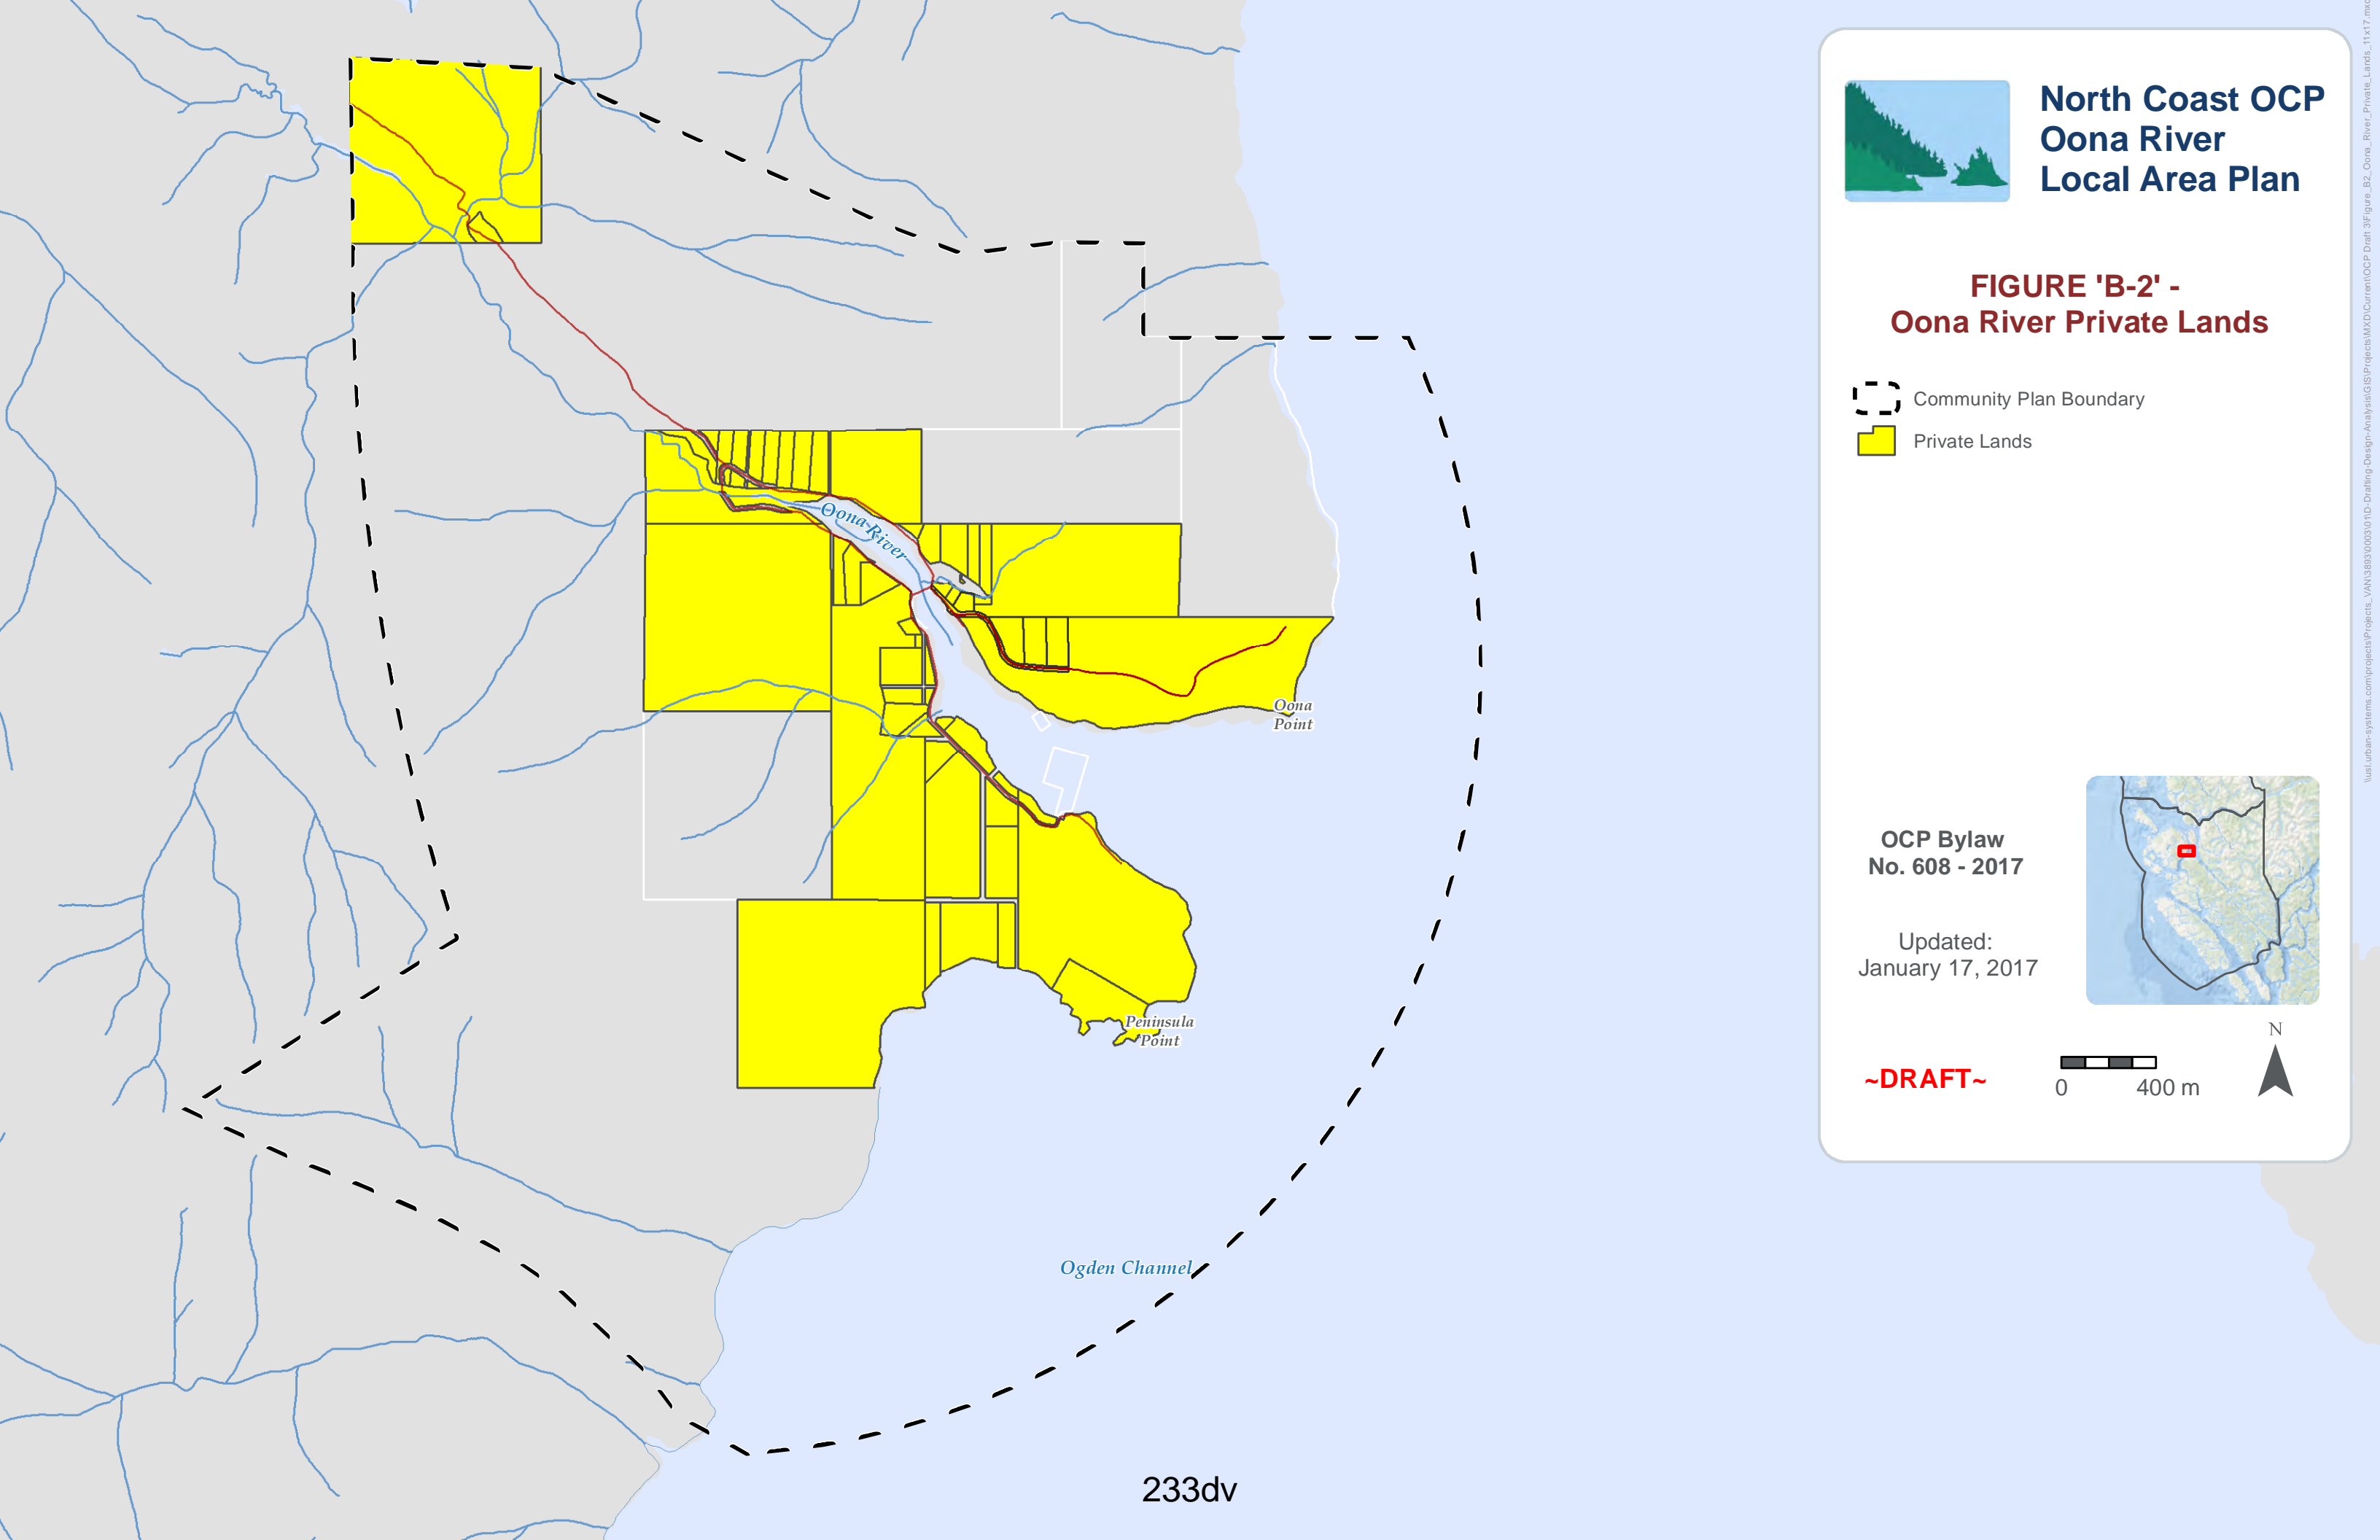 North Coast OCP
Oona River
Local Area Plan
FIGURE 'B-2' -
Oona River Private Lands
Community Plan Boundary
Private Lands
OCP Bylaw
No. 608 - 2017
Updated:
January 17, 2017
~DRAFT~
0 400 m
N
Oona River
Oona
Point
Peninsula
Point
Ogden Channel
233dv